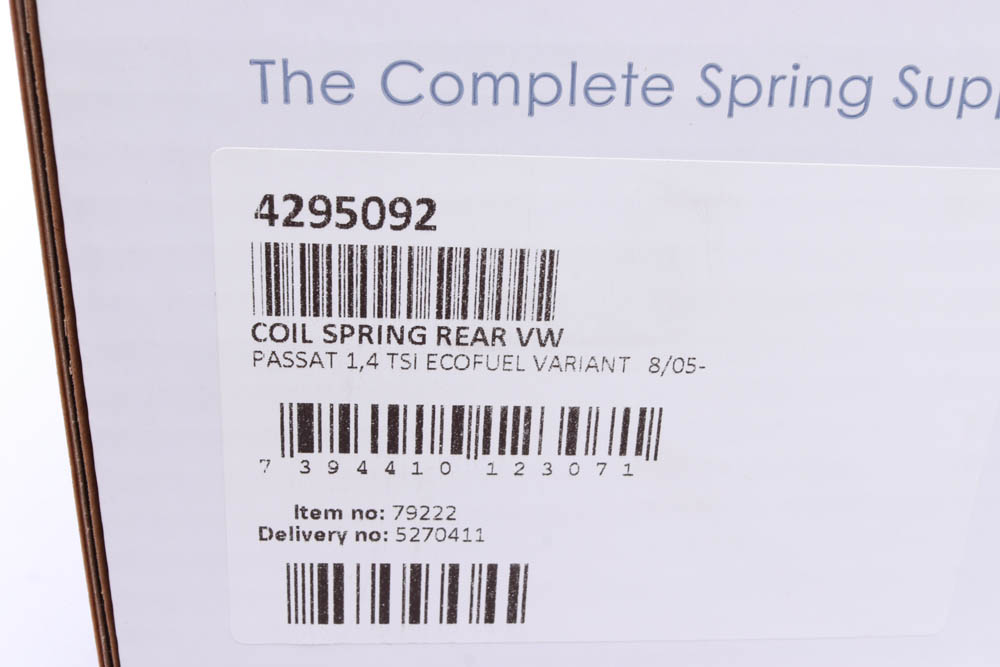 The Complete Spring
4295092
COIL SPRING REAR VW
PASSAT 1,4 TSI ECOFUEL VARIANT 8/05-
7 394410 123071
Item no: 79222
Delivery no: 5270411